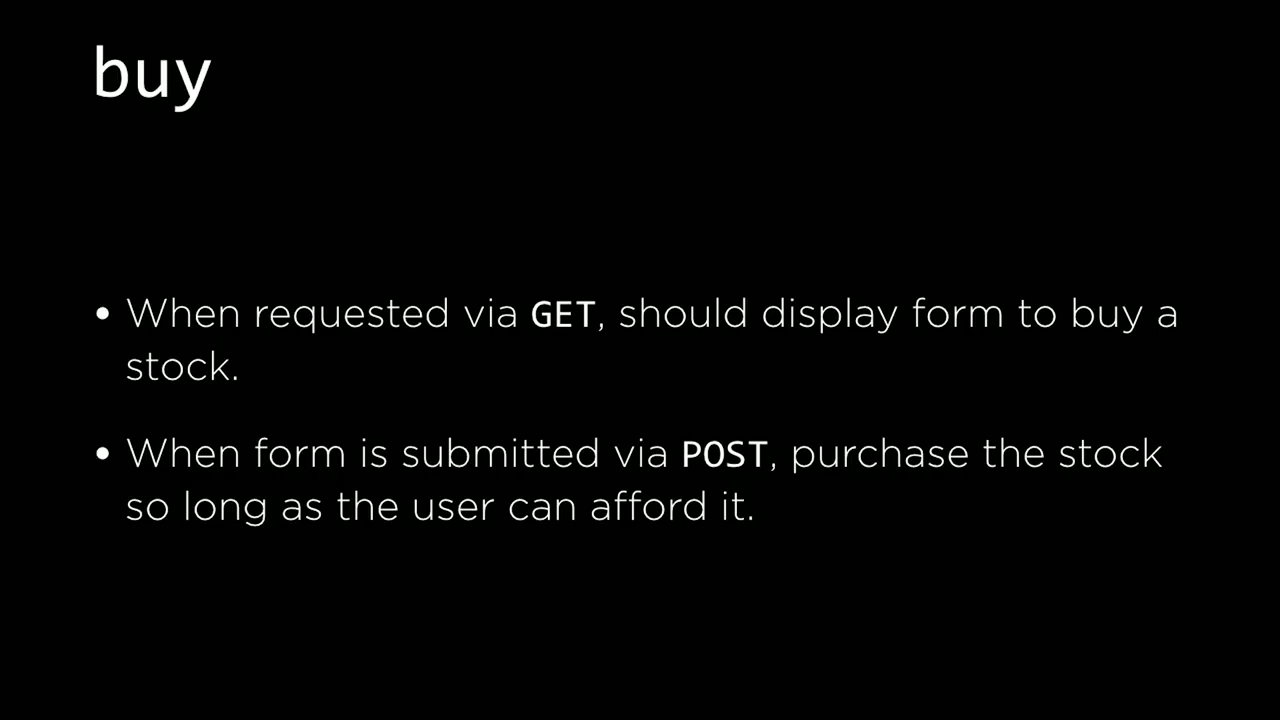 buy
• When requested via GET, should display form to buy a
stock.
• When form is submitted via POST, purchase the stock
so long as the user can afford it.